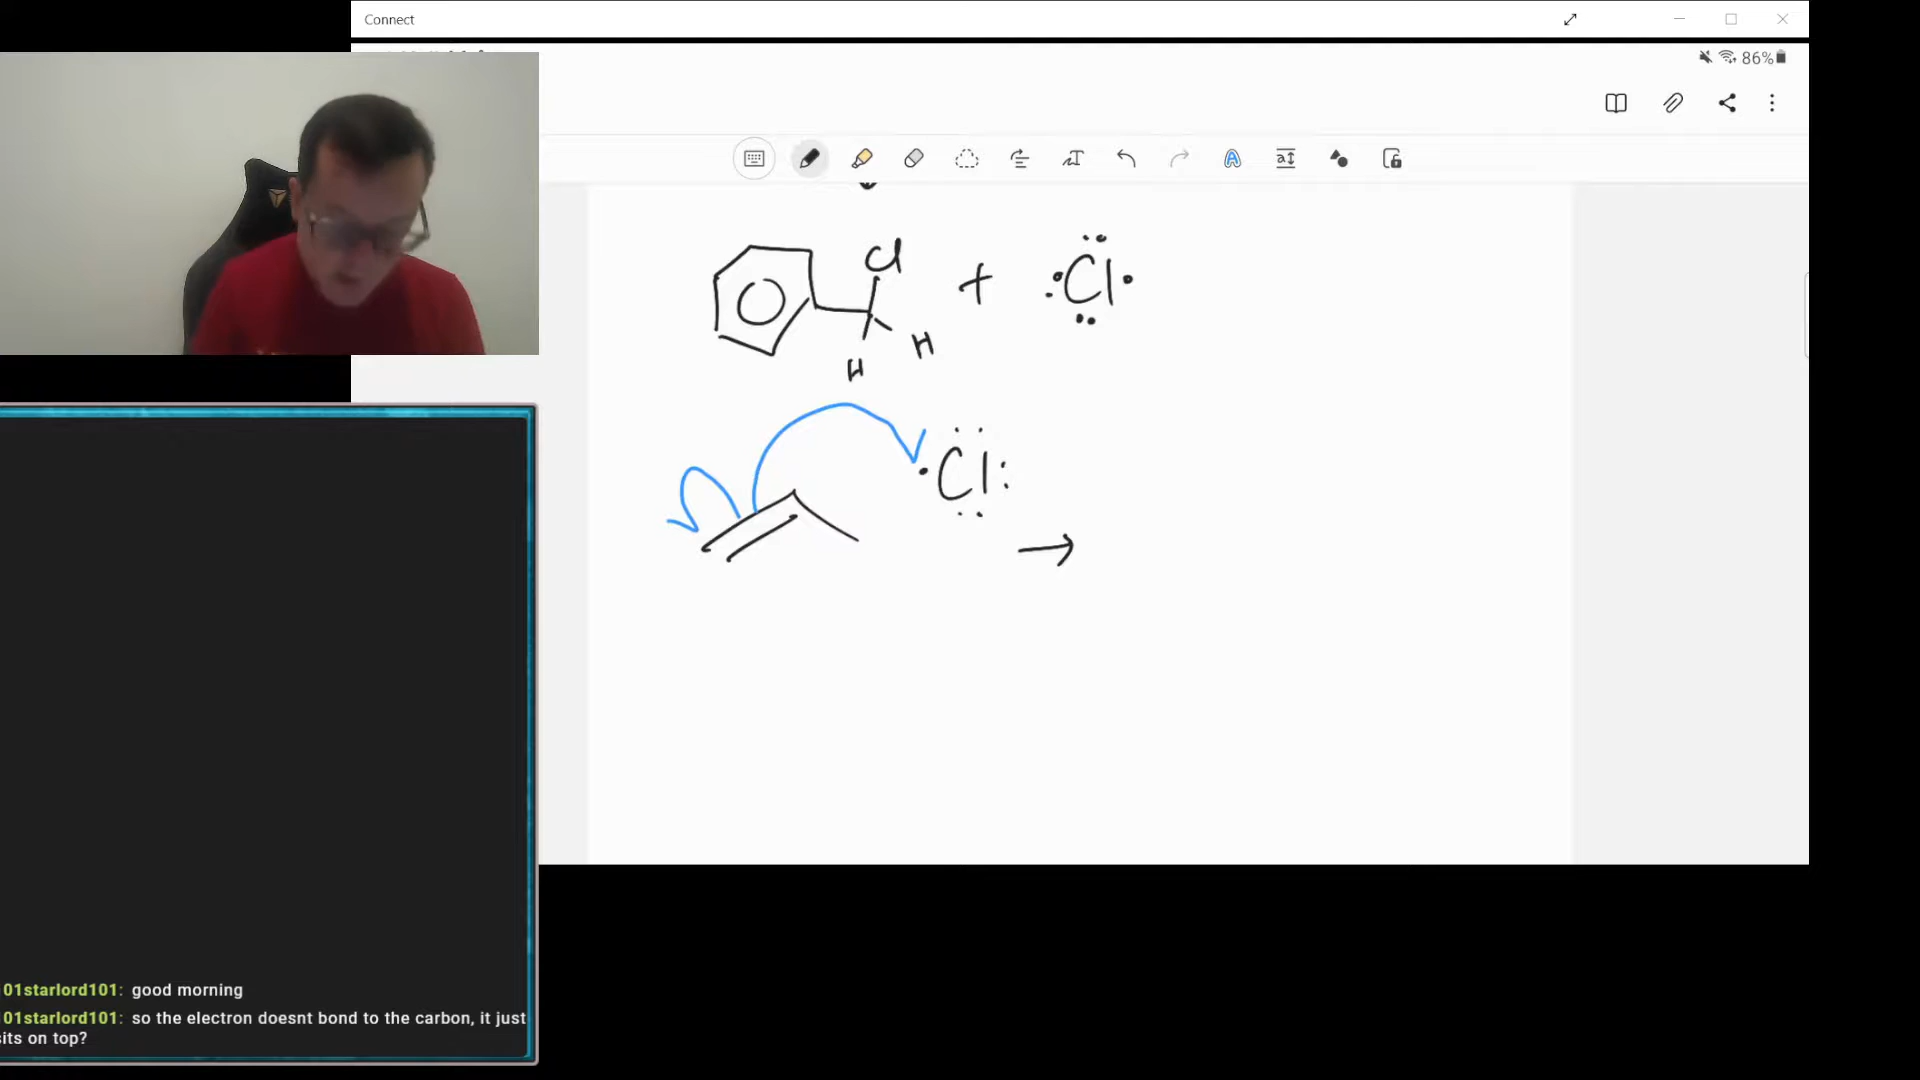 Connect
86%
Cl
+
Cl
H
H
Cl
01starlord101: good morning
01starlord101: so the electron doesnt bond to the carbon, it just
sits on top?